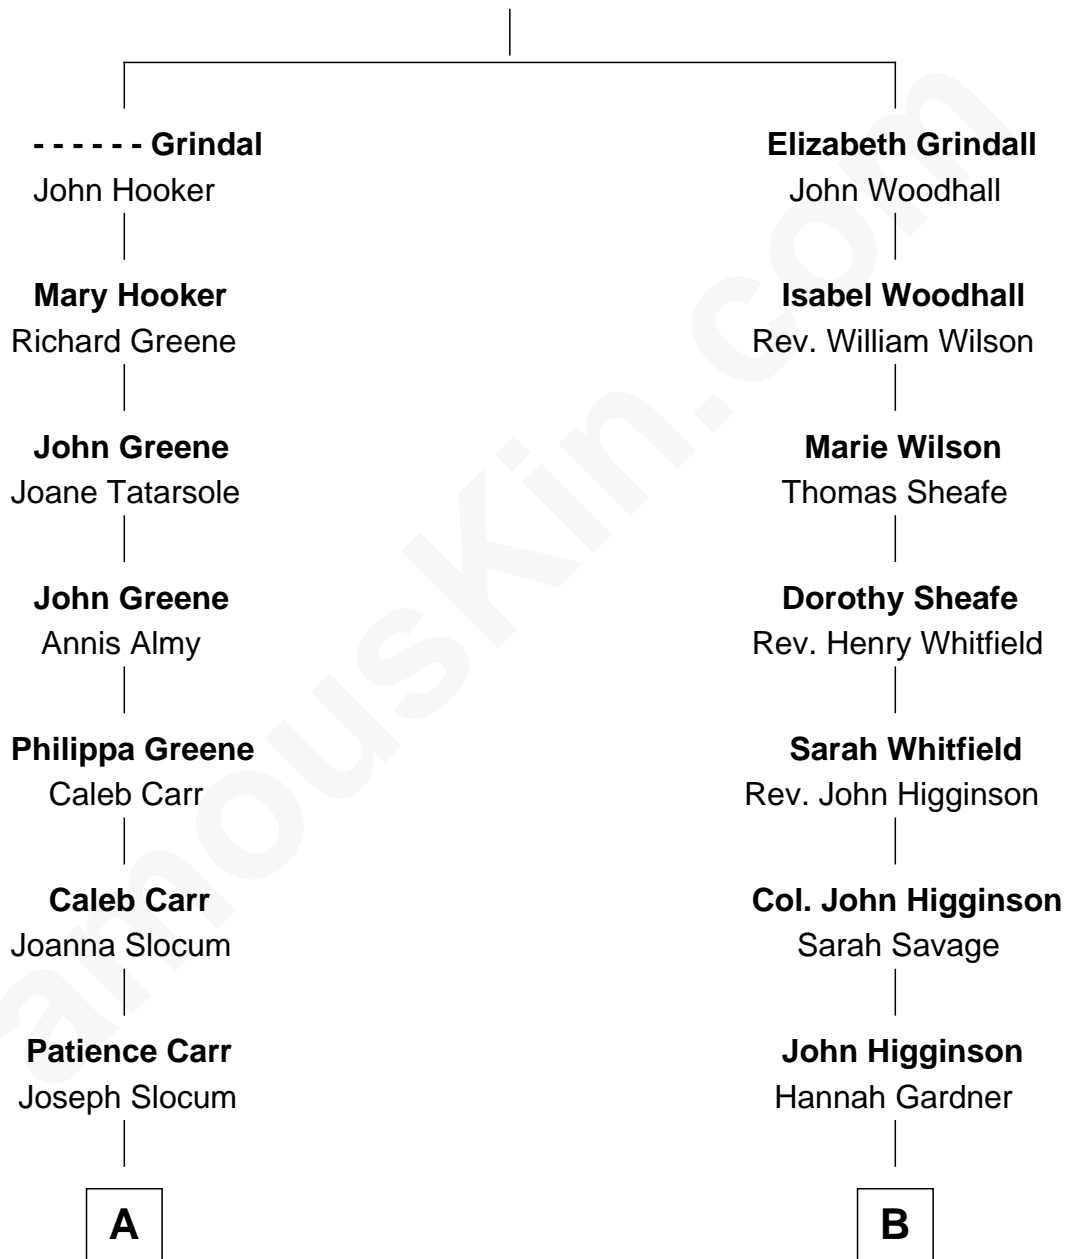 - - - - - - Grindal
John Hooker
Mary Hooker
Richard Greene
John Greene
Joane Tatarsole
John Greene
Annis Almy
Philippa Greene
Caleb Carr
Caleb Carr
Joanna Slocum
Patience Carr
Joseph Slocum
A
Elizabeth Grindall
John Woodhall
Isabel Woodhall
Rev. William Wilson
Marie Wilson
Thomas Sheafe
Dorothy Sheafe
Rev. Henry Whitfield
Sarah Whitfield
Rev. John Higginson
Col. John Higginson
Sarah Savage
John Higginson
Hannah Gardner
B
amouskin.com